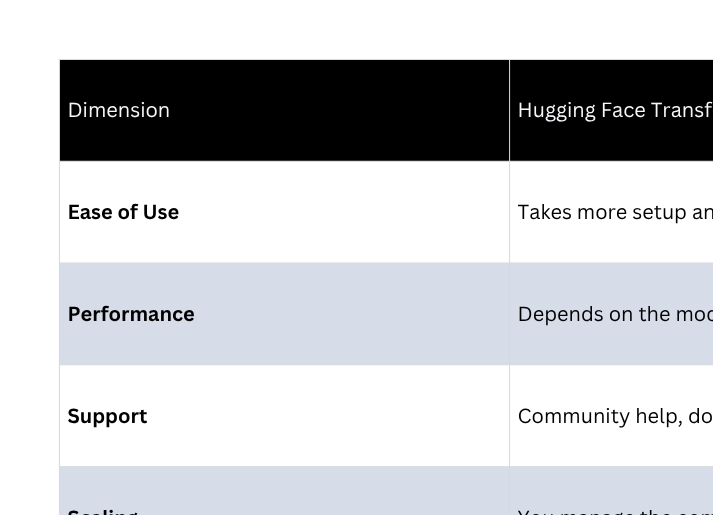 Dimension Hugging Face Transf
Ease of Use Takes more setup an
Performance Depends on the mod
Support Community help, do
Scaling You manage the com